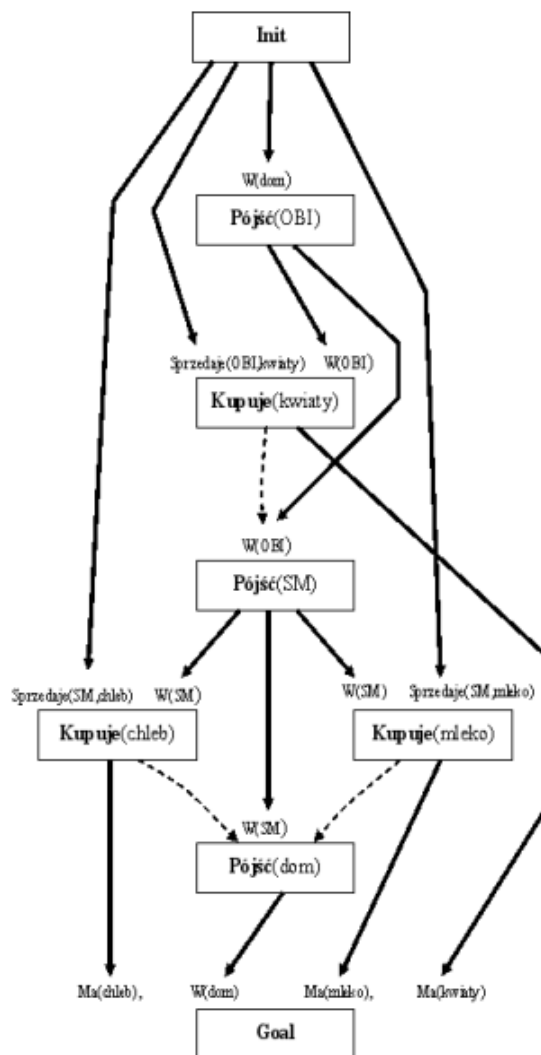 Init
W(dom)
Pójść(OBI)
Sprzedaje(OBI,kwiaty) W(OBI)
Kupuje(kwiaty)
W(OBI)
Pójść(SM)
Sprzedaje(SM,chleb) W(SM) W(SM) Sprzedaje(SM,mleko)
Kupuje(chleb) Kupuje(mleko)
W(SM)
Pójść(dom)
Ma(chleb), W(dom) Ma(mleko), Ma(kwiaty)
Goal